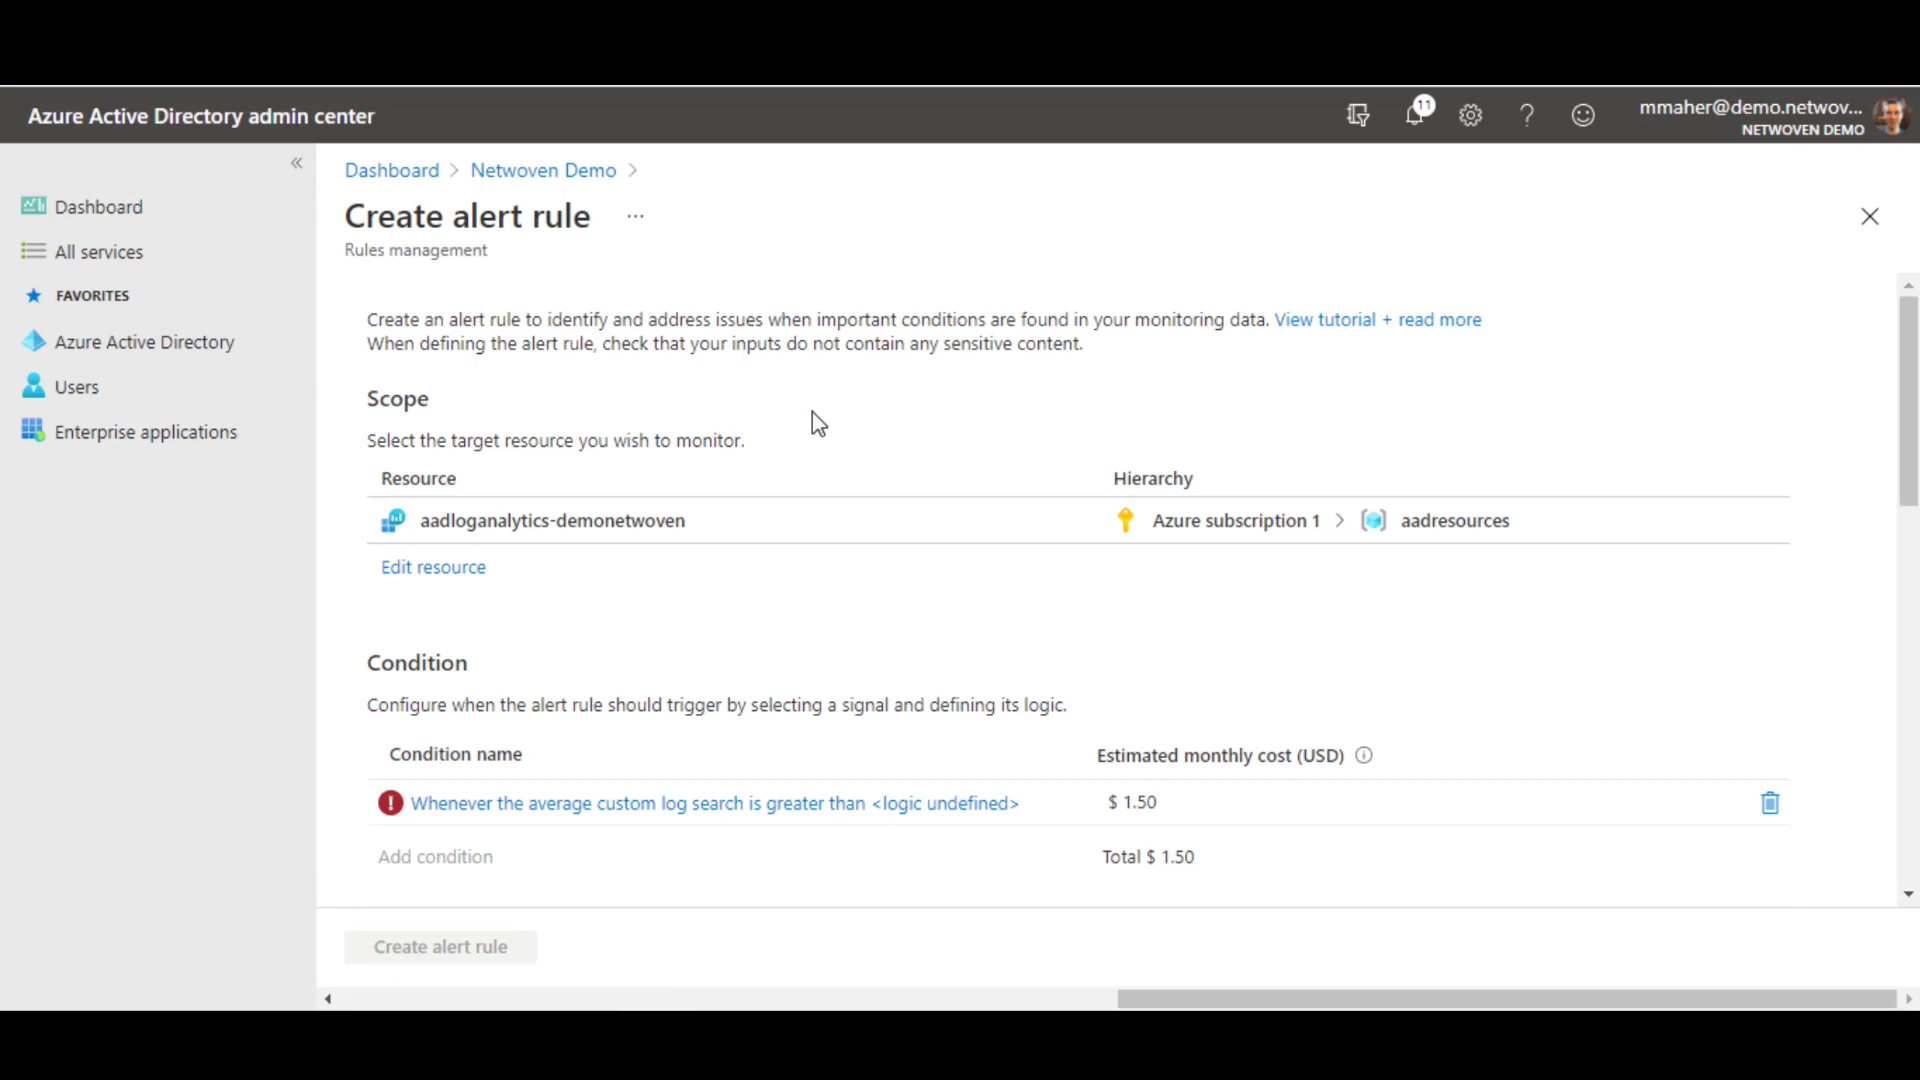 Azure Active Directory admin center
11
mmaher@demo.netwov...
NETWOVEN DEMO
Dashboard
All services
FAVORITES
Azure Active Directory
Users
Enterprise applications
Dashboard > Netwoven Demo >
Create alert rule ...
Rules management
Create an alert rule to identify and address issues when important conditions are found in your monitoring data. View tutorial + read more
When defining the alert rule, check that your inputs do not contain any sensitive content.
Scope
Select the target resource you wish to monitor.
Resource Hierarchy
aadloganalytics-demonetwoven Azure subscription 1 > aadresources
Edit resource
Condition
Configure when the alert rule should trigger by selecting a signal and defining its logic.
Condition name Estimated monthly cost (USD)
Whenever the average custom log search is greater than <logic undefined> $ 1.50
Add condition Total $ 1.50
Create alert rule